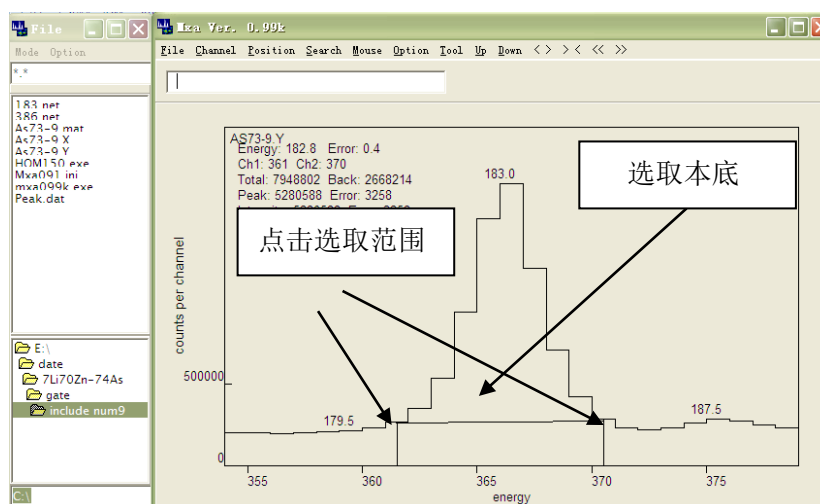 File
Mode Option
*.*
183 net
386 net
As73-9 mat
As73-9 X
As73-9 Y
HOM150 exe
Mxa091 ini
mxa099k exe
Peak.dat
E:\
date
7Li70Zn-74As
gate
include num9
C:\
Mxa Ver. 0.99k
File Channel Position Search Mouse Option Tool Up Down < > > < << >>
AS73-9.Y
Energy: 182.8 Error: 0.4
Ch1: 361 Ch2: 370
Total: 7948802 Back: 2668214
Peak: 5280588 Error: 3258
183.0
选取本底
点击选取范围
counts per channel
500000
0
179.5
187.5
355
360
365
370
375
energy